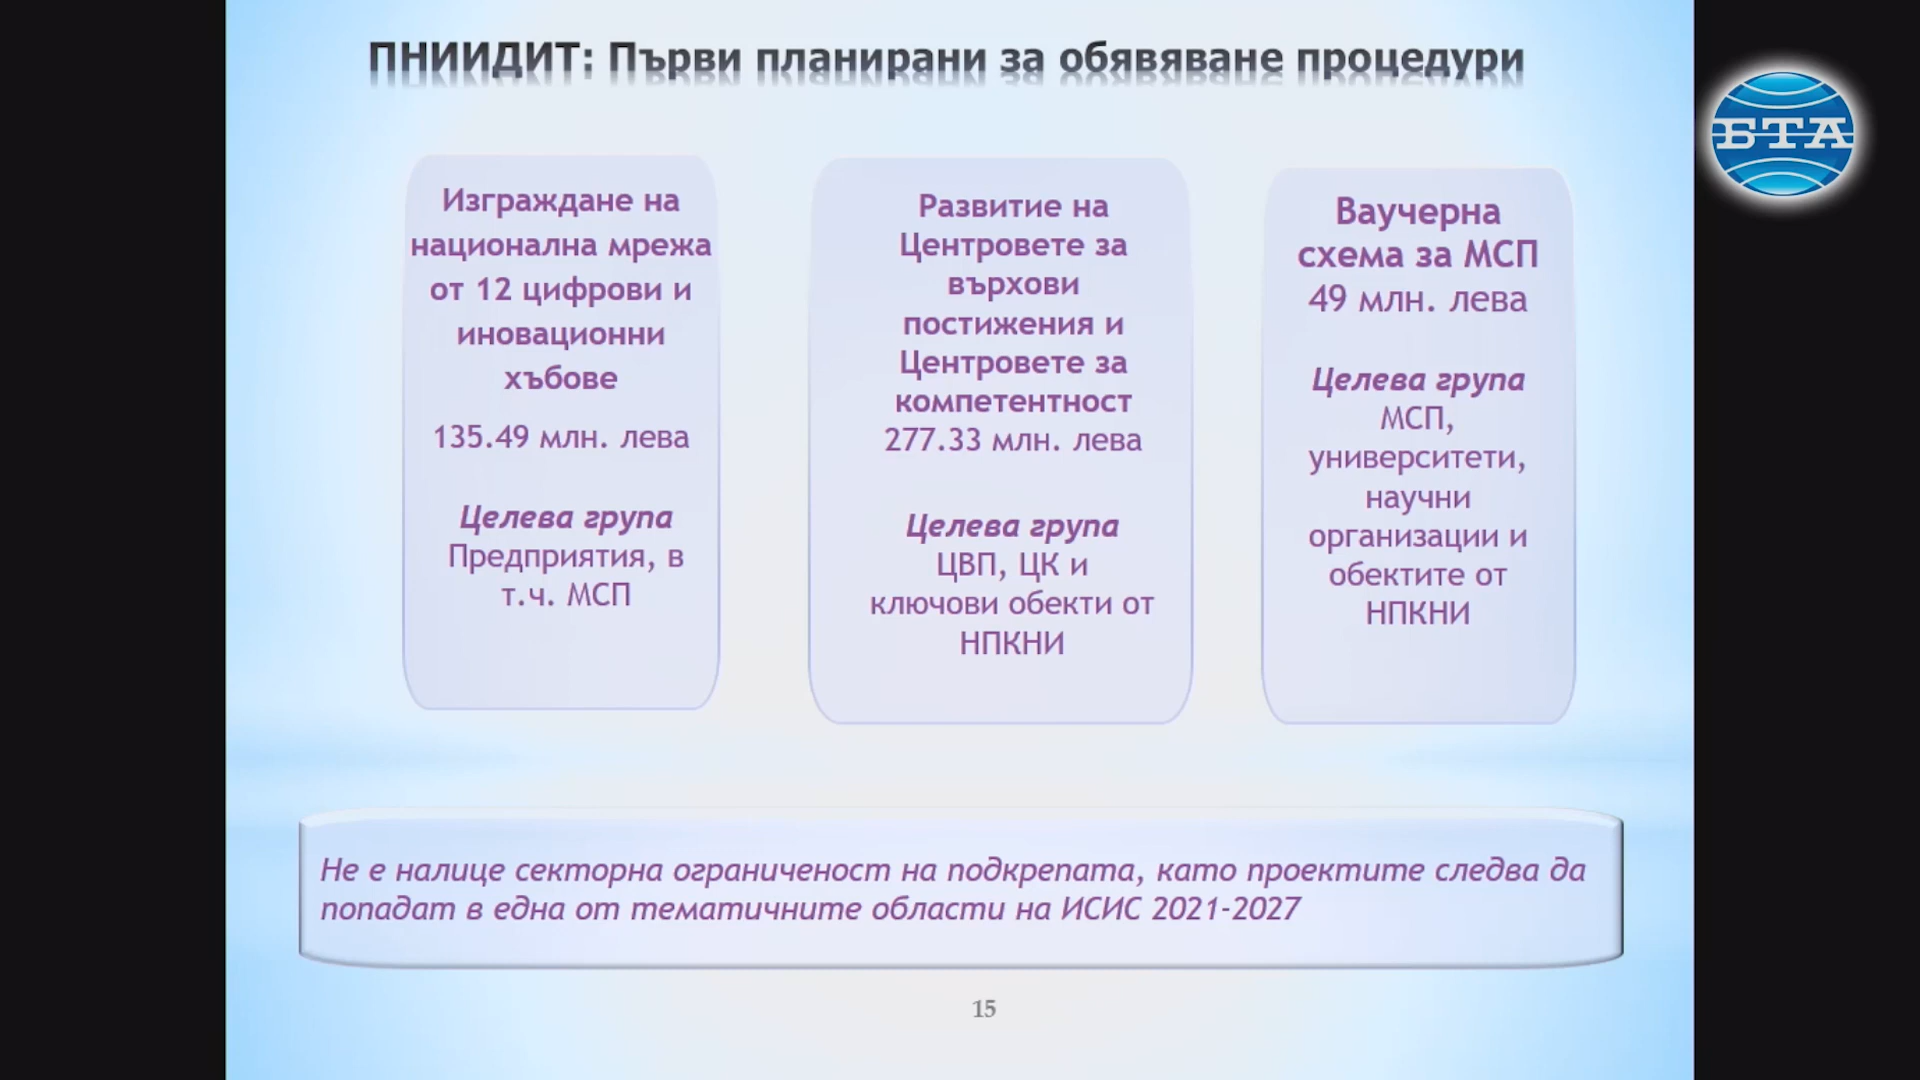 ПНИИДИТ: Първи планирани за обявяване процедури
БТА
Изграждане на
национална мрежа
от 12 цифрови и
иновационни
хъбове
135.49 млн. лева
Целева група
Предприятия, в
т.ч. МСП
Развитие на
Центровете за
върхови
постижения и
Центровете за
компетентност
277.33 млн. лева
Целева група
ЦВП, ЦК и
ключови обекти от
НПКНИ
Ваучерна
схема за МСП
49 млн. лева
Целева група
МСП,
университети,
научни
организации и
обектите от
НПКНИ
Не е налице секторна ограниченост на подкрепата, като проектите следва да
попадат в една от тематичните области на ИСИС 2021-2027
15